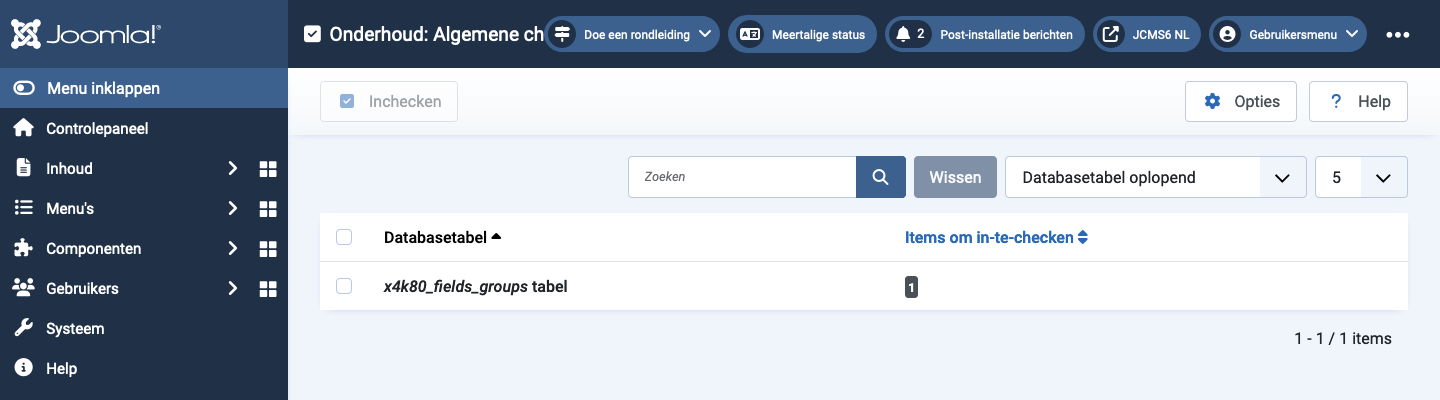 Joomla!®
Onderhoud: Algemene ch
Doe een rondleiding
Meertalige status
2 Post-installatie berichten
JCMS6 NL
Gebruikersmenu
Menu inklappen
Controlepaneel
Inhoud
Menu's
Componenten
Gebruikers
Systeem
Help
Inchecken
Opties
? Help
Zoeken
Wissen
Databasetabel oplopend
5
Databasetabel
Items om in-te-checken
x4k80_fields_groups tabel
1
1 - 1 / 1 items